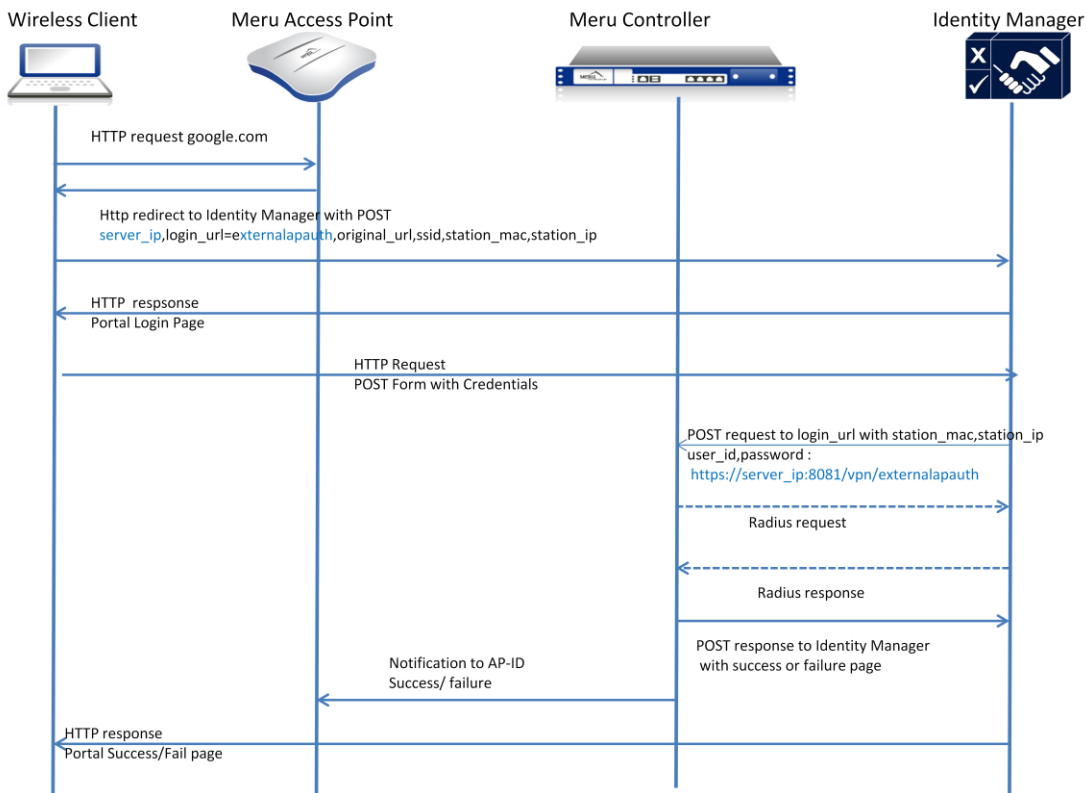 Wireless Client
Meru Access Point
Meru Controller
Identity Manager
HTTP request google.com
Http redirect to Identity Manager with POST
server_ip,login_url=externalapauth,original_url,ssid,station_mac,station_ip
HTTP respsonse
Portal Login Page
HTTP Request
POST Form with Credentials
POST request to login_url with station_mac,station_ip
user_id,password :
https://server_ip:8081/vpn/externalapauth
Radius request
Radius response
POST response to Identity Manager
with success or failure page
Notification to AP-ID
Success/ failure
HTTP response
Portal Success/Fail page